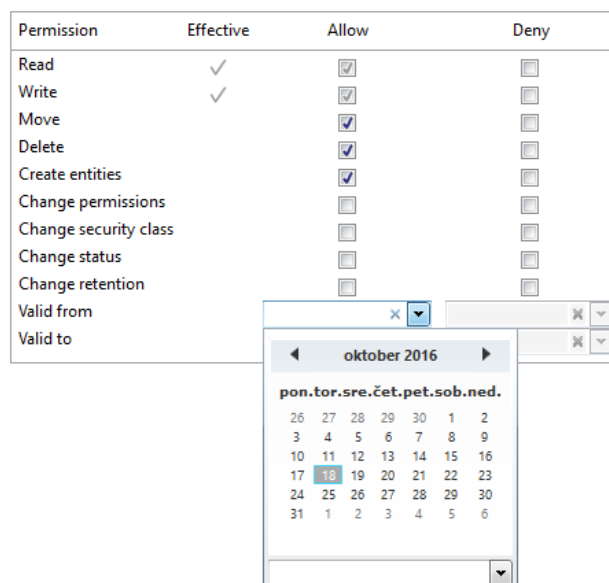 Permission Effective Allow Deny
Read
Write
Move
Delete
Create entities
Change permissions
Change security class
Change status
Change retention
Valid from
Valid to
oktober 2016
pon.tor.sre.čet.pet.sob.ned.
26 27 28 29 30 1 2
3 4 5 6 7 8 9
10 11 12 13 14 15 16
17 18 19 20 21 22 23
24 25 26 27 28 29 30
31 1 2 3 4 5 6